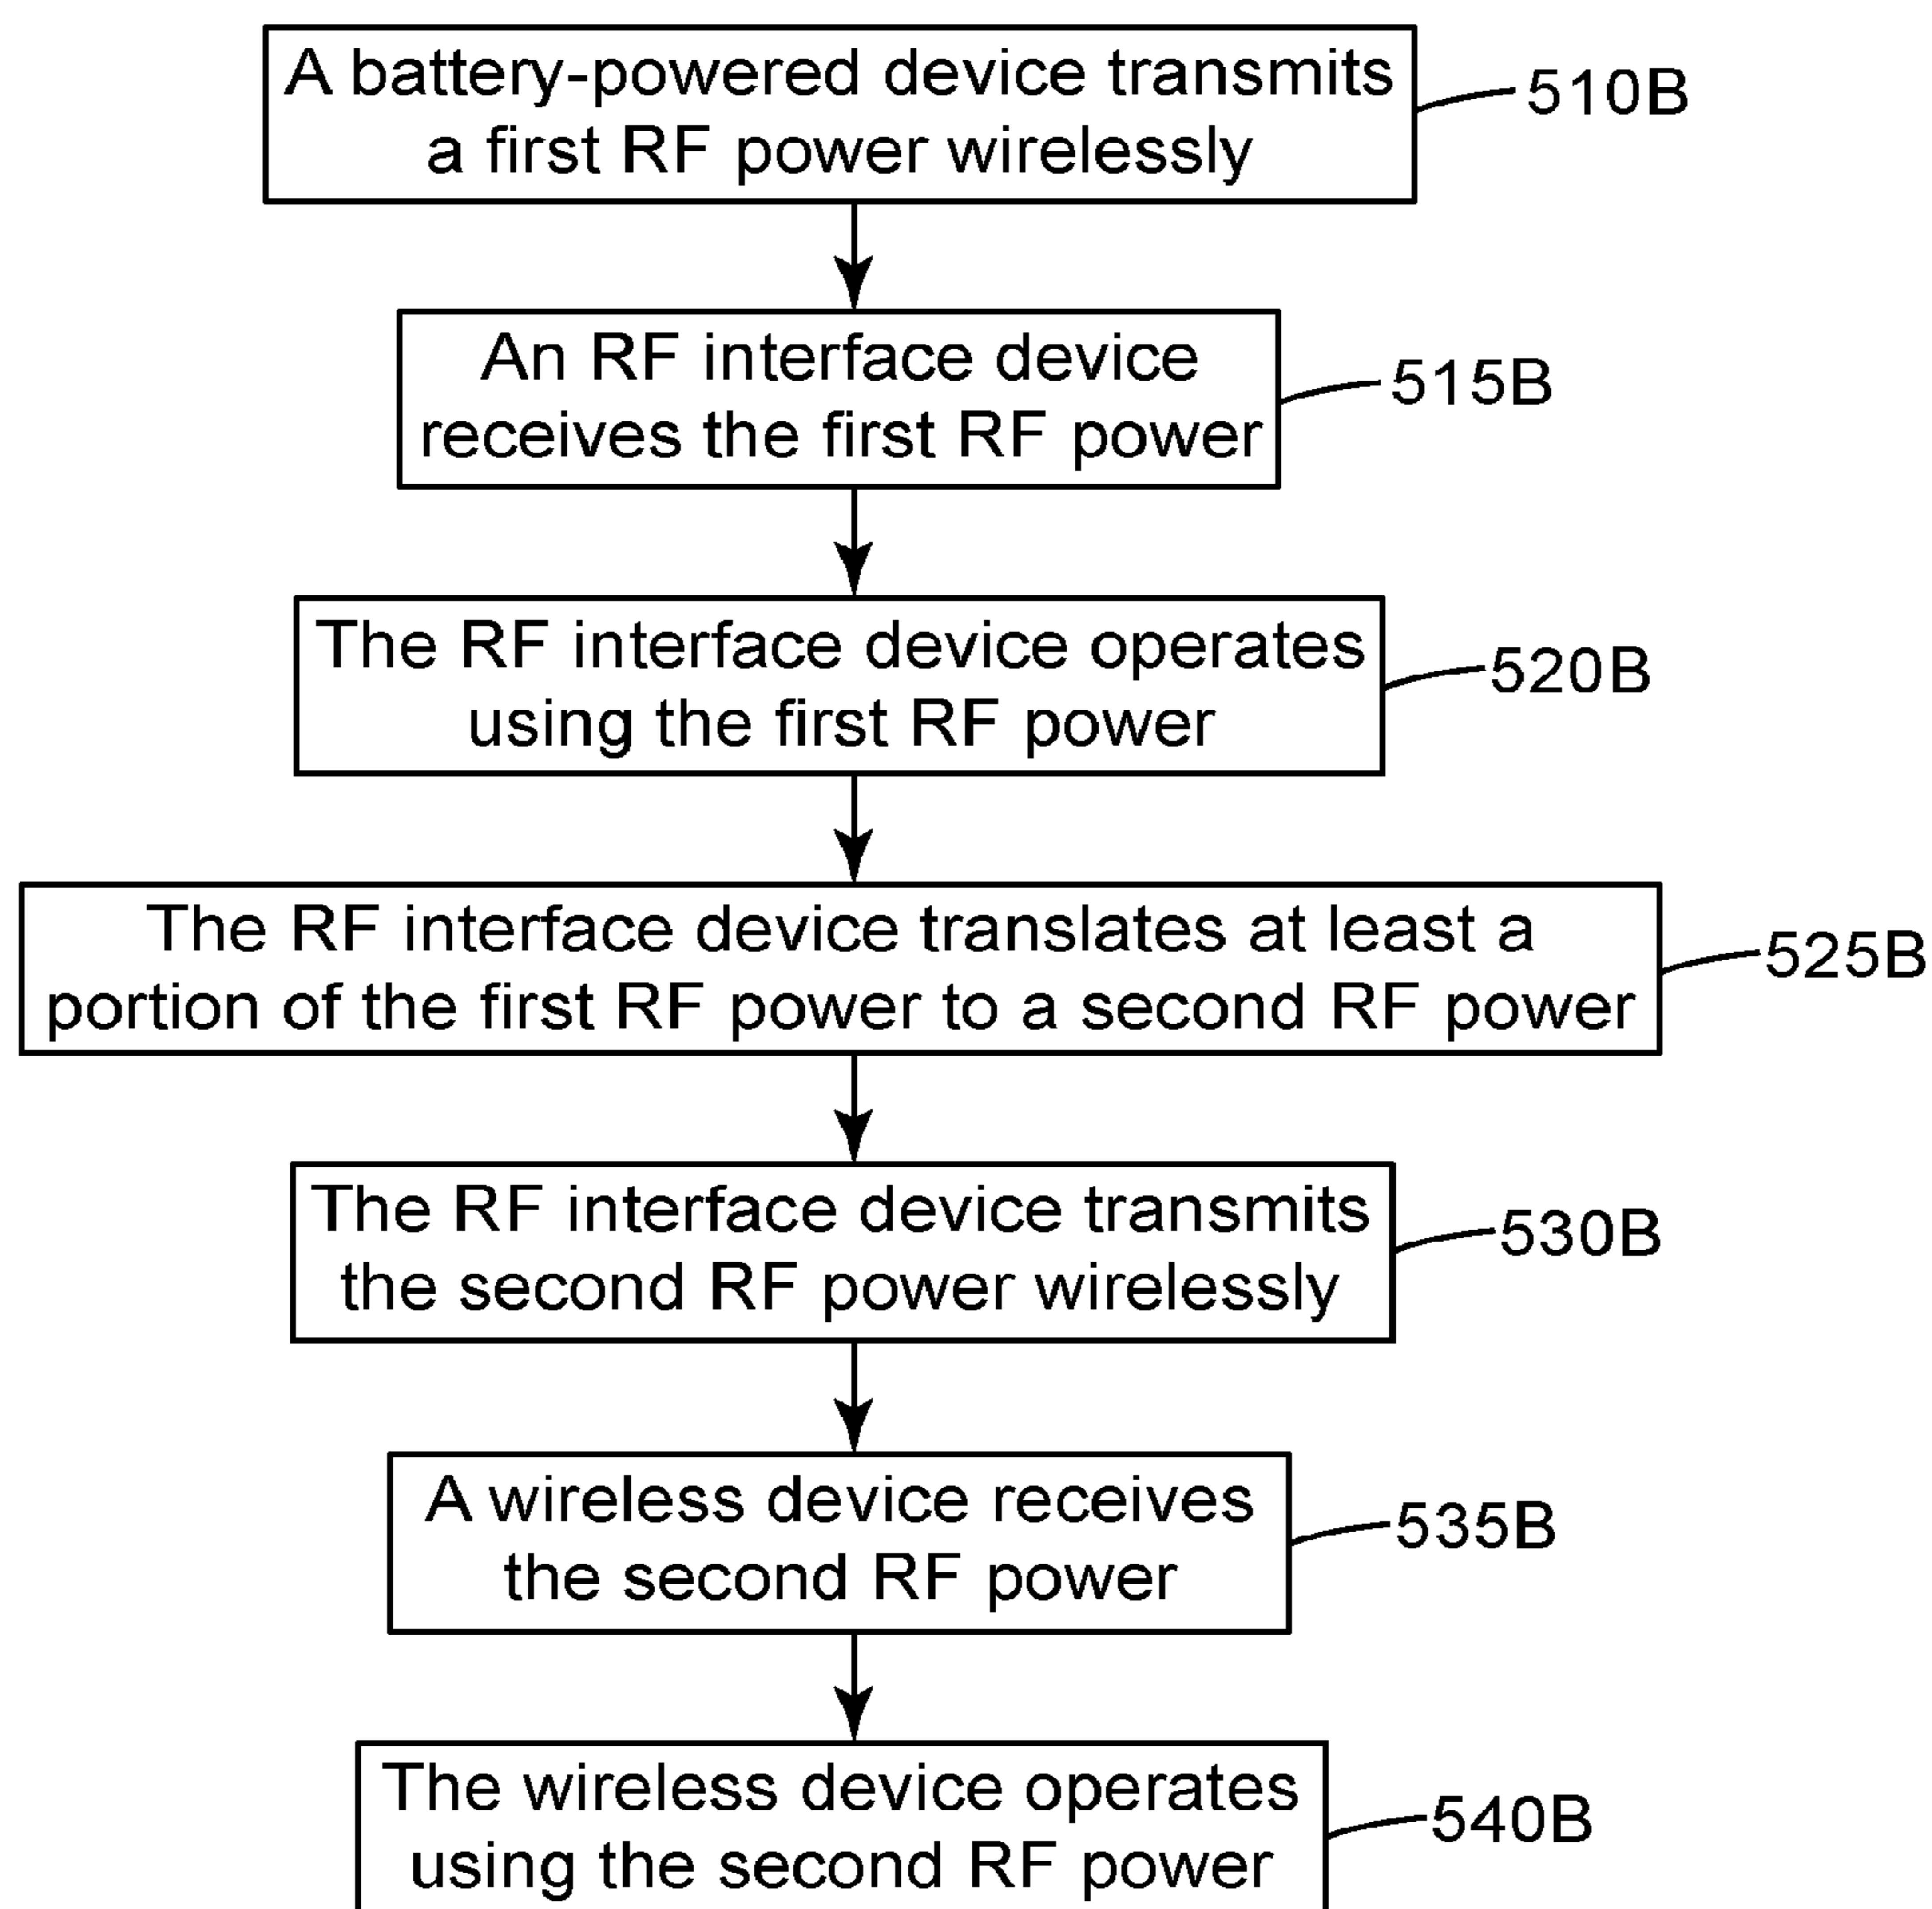 A battery-powered device transmits
a first RF power wirelessly
510B
An RF interface device
receives the first RF power
515B
The RF interface device operates
using the first RF power
520B
The RF interface device translates at least a
portion of the first RF power to a second RF power
525B
The RF interface device transmits
the second RF power wirelessly
530B
A wireless device receives
the second RF power
535B
The wireless device operates
using the second RF power
540B